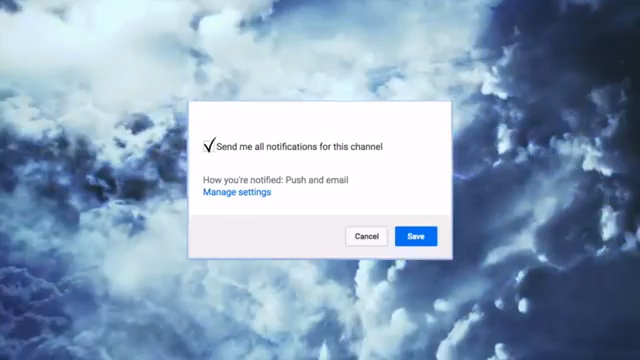 Send me all notifications for this channel
How you're notified: Push and email
Manage settings
Cancel Save